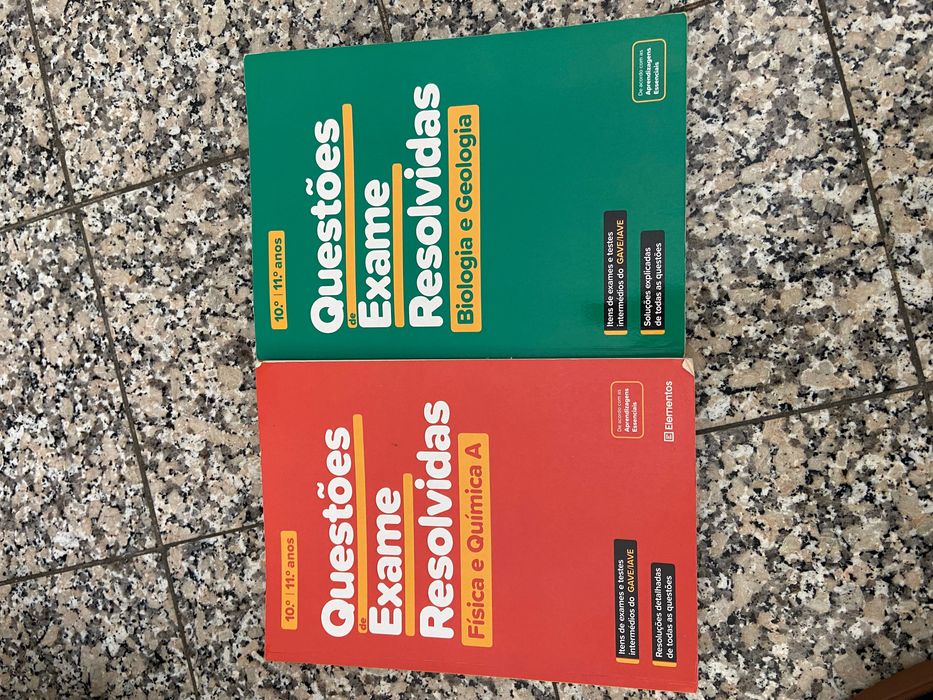 10.º | 11.º anos
Questões
de
Exame
Resolvidas
Física e Química A
Itens de exames e testes
intermédios do GAVE/IAVE
Resoluções detalhadas
de todas as questões
De acordo com as
Aprendizagens
Essenciais
Elementos
10.º | 11.º anos
Questões
de
Exame
Resolvidas
Biologia e Geologia
Itens de exames e testes
intermédios do GAVE/IAVE
Soluções explicadas
de todas as questões
De acordo com as
Aprendizagens
Essenciais